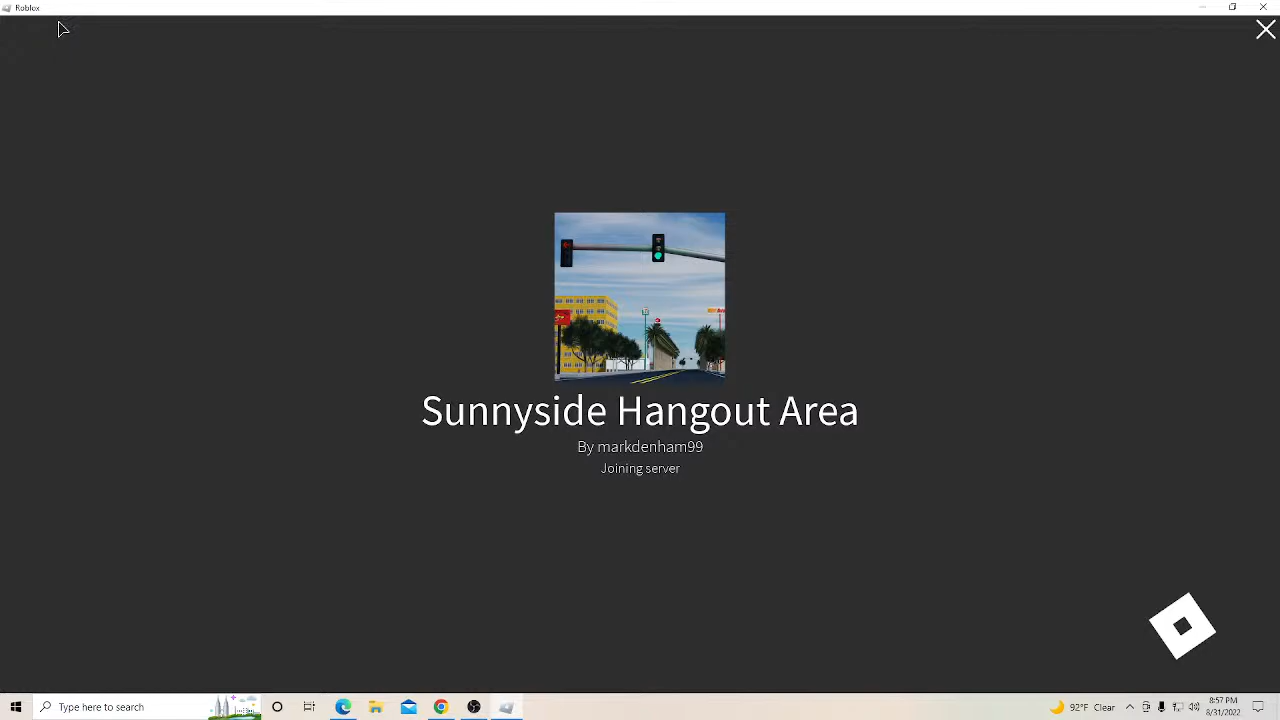 Roblox
Sunnyside Hangout Area
By markdenham99
Joining server
Type here to search
92°F Clear
8:57 PM
8/31/2022